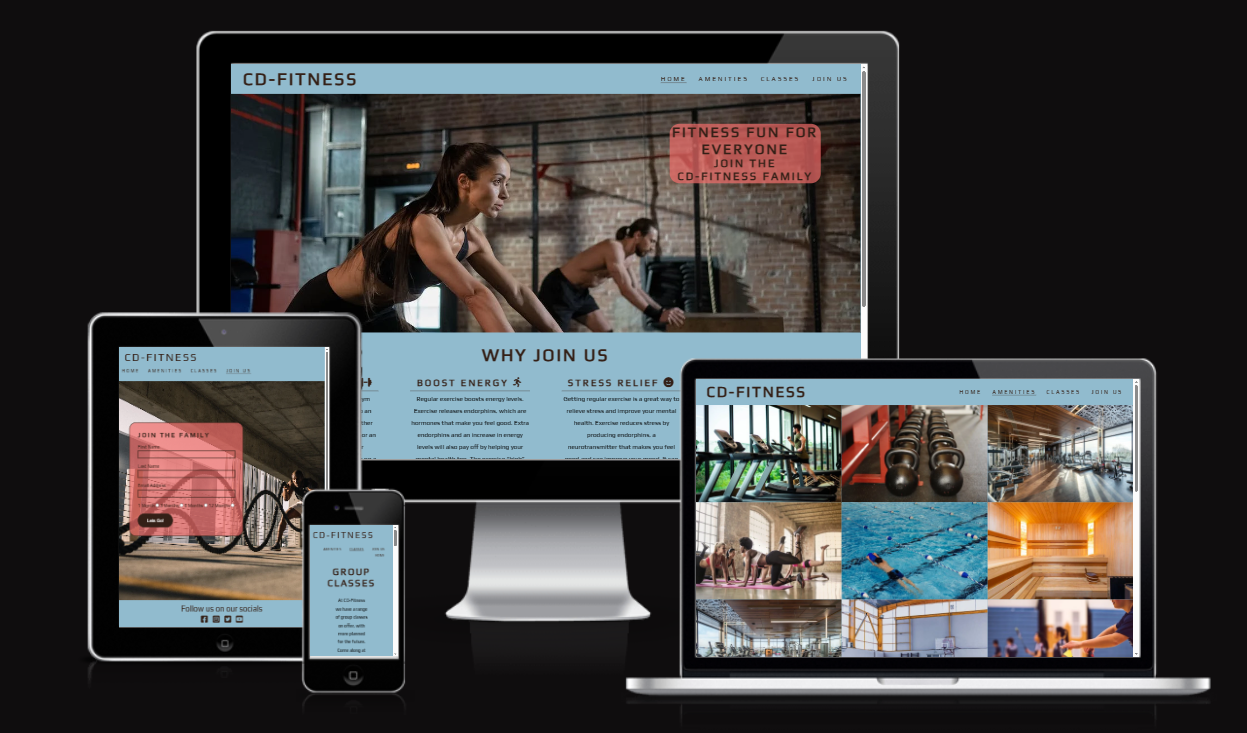 CD-FITNESS
HOME AMENITIES CLASSES JOIN US
FITNESS FUN FOR
EVERYONE
JOIN THE
CD-FITNESS FAMILY
WHY JOIN US
BOOST ENERGY
Regular exercise boosts energy levels.
Exercise releases endorphins, which are
hormones that make you feel good. Extra
endorphins and an increase in energy
levels will also pay off by helping your
STRESS RELIEF
Getting regular exercise is a great way to
relieve stress and improve your mental
health. Exercise reduces stress by
producing endorphins, a
neurotransmitter that makes you feel
CD-FITNESS
HOME AMENITIES CLASSES JOIN US
JOIN THE FAMILY
First Name
Last Name
Email Address
Lets Go!
Follow us on our socials
CD-FITNESS
GROUP
CLASSES
At CD-Fitness
we have a range
of group classes
on offer, with
more planned
for the future.
Come along at
CD-FITNESS
HOME AMENITIES CLASSES JOIN US